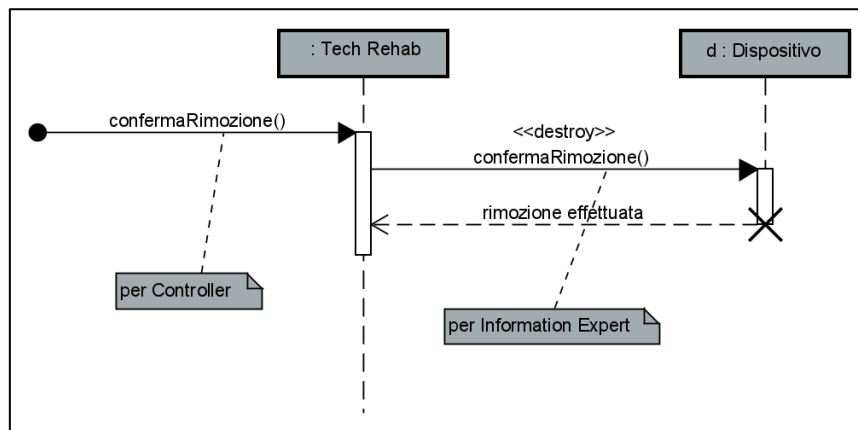 : Tech Rehab
d : Dispositivo
confermaRimozione()
<<destroy>>
confermaRimozione()
rimozione effettuata
per Controller
per Information Expert